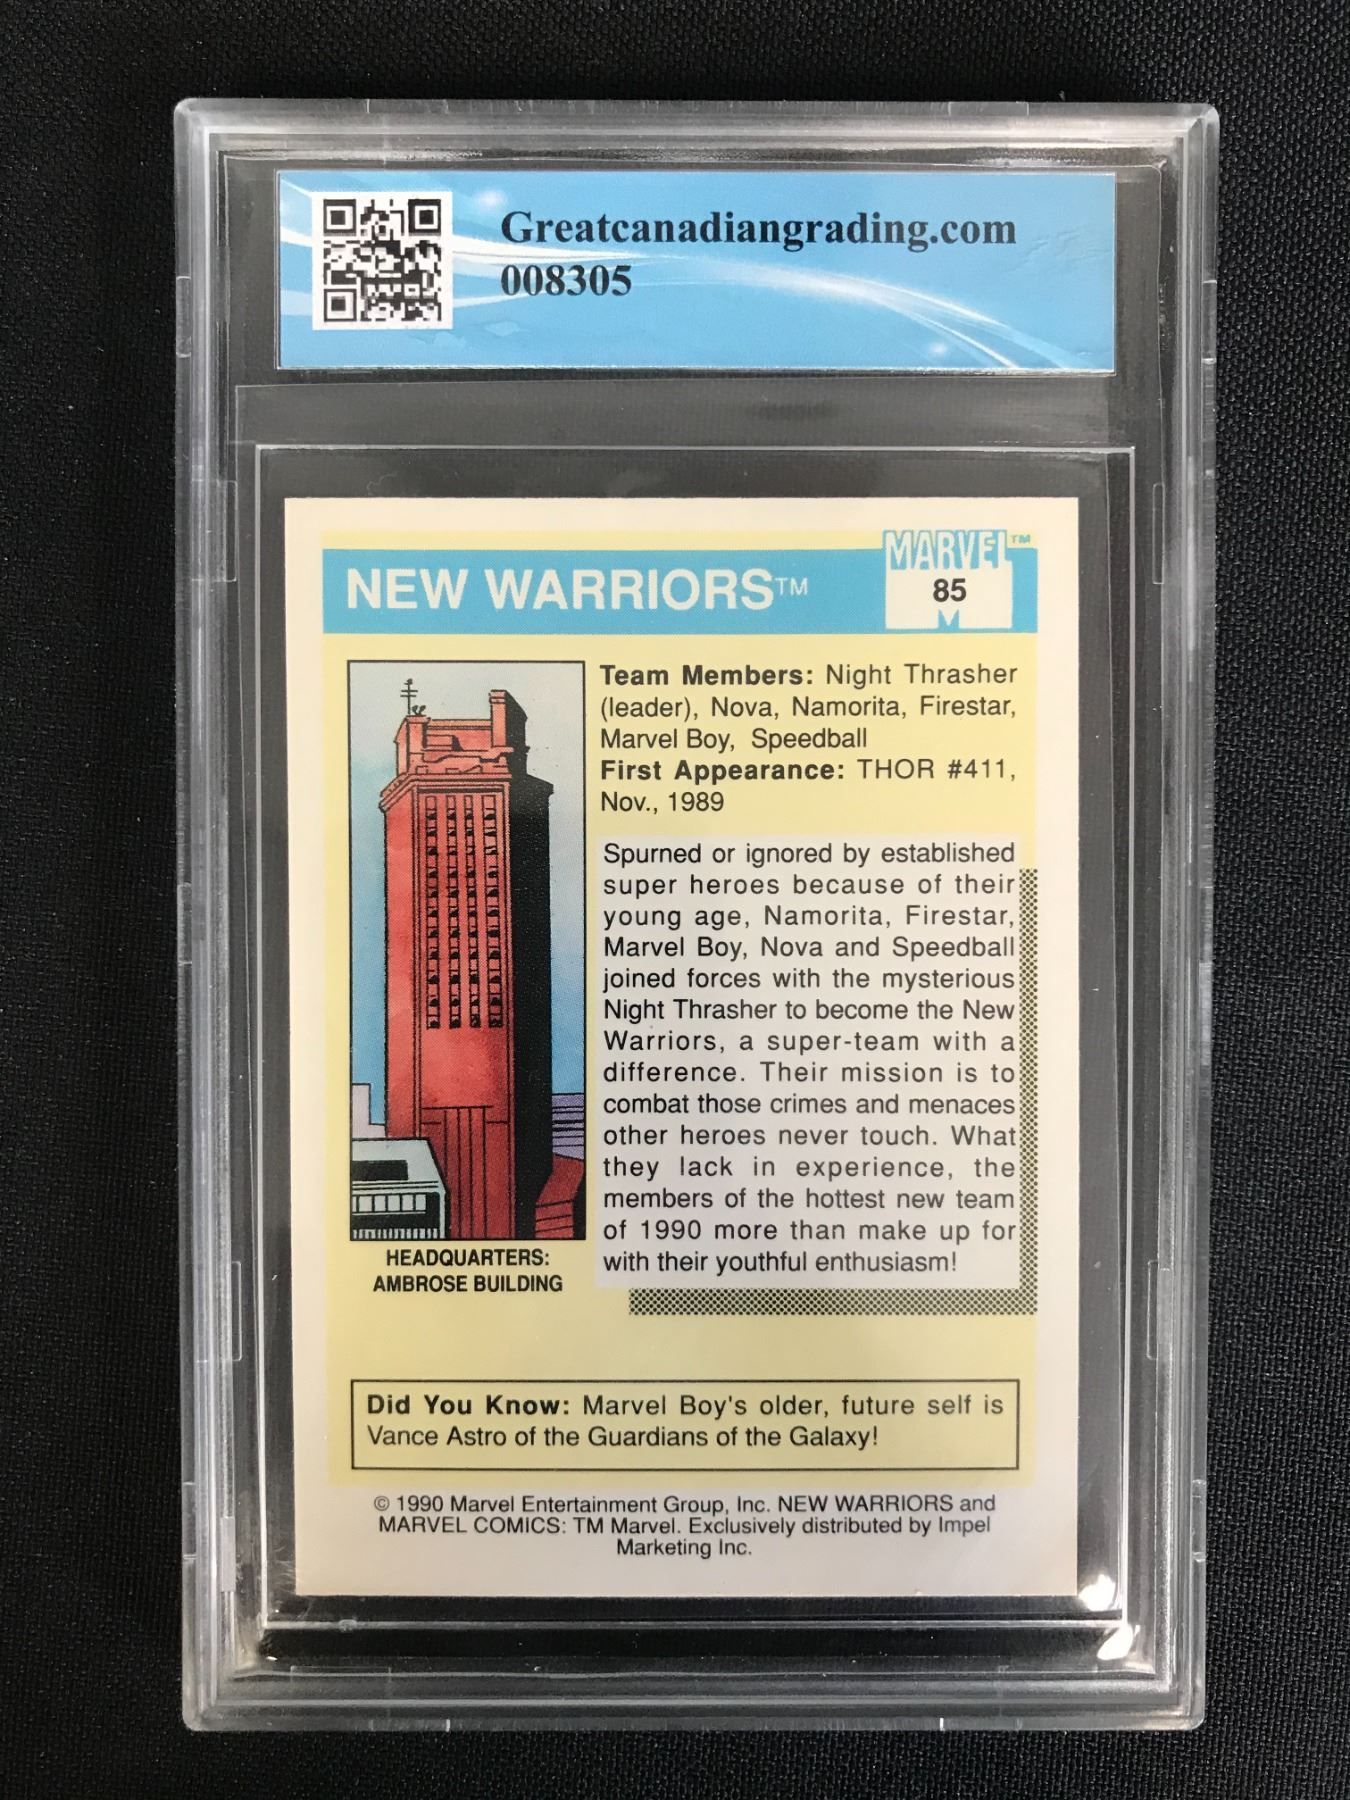 Greatcanadiangrading.com
008305
MARVEL™
NEW WARRIORS™
85
Team Members: Night Thrasher
(leader), Nova, Namorita, Firestar,
Marvel Boy, Speedball
First Appearance: THOR #411,
Nov., 1989
Spurned or ignored by established
super heroes because of their
young age, Namorita, Firestar,
Marvel Boy, Nova and Speedball
joined forces with the mysterious
Night Thrasher to become the New
Warriors, a super-team with a
difference. Their mission is to
combat those crimes and menaces
other heroes never touch. What
they lack in experience, the
members of the hottest new team
of 1990 more than make up for
with their youthful enthusiasm!
HEADQUARTERS:
AMBROSE BUILDING
Did You Know: Marvel Boy's older, future self is
Vance Astro of the Guardians of the Galaxy!
© 1990 Marvel Entertainment Group, Inc. NEW WARRIORS and
MARVEL COMICS: TM Marvel. Exclusively distributed by Impel
Marketing Inc.